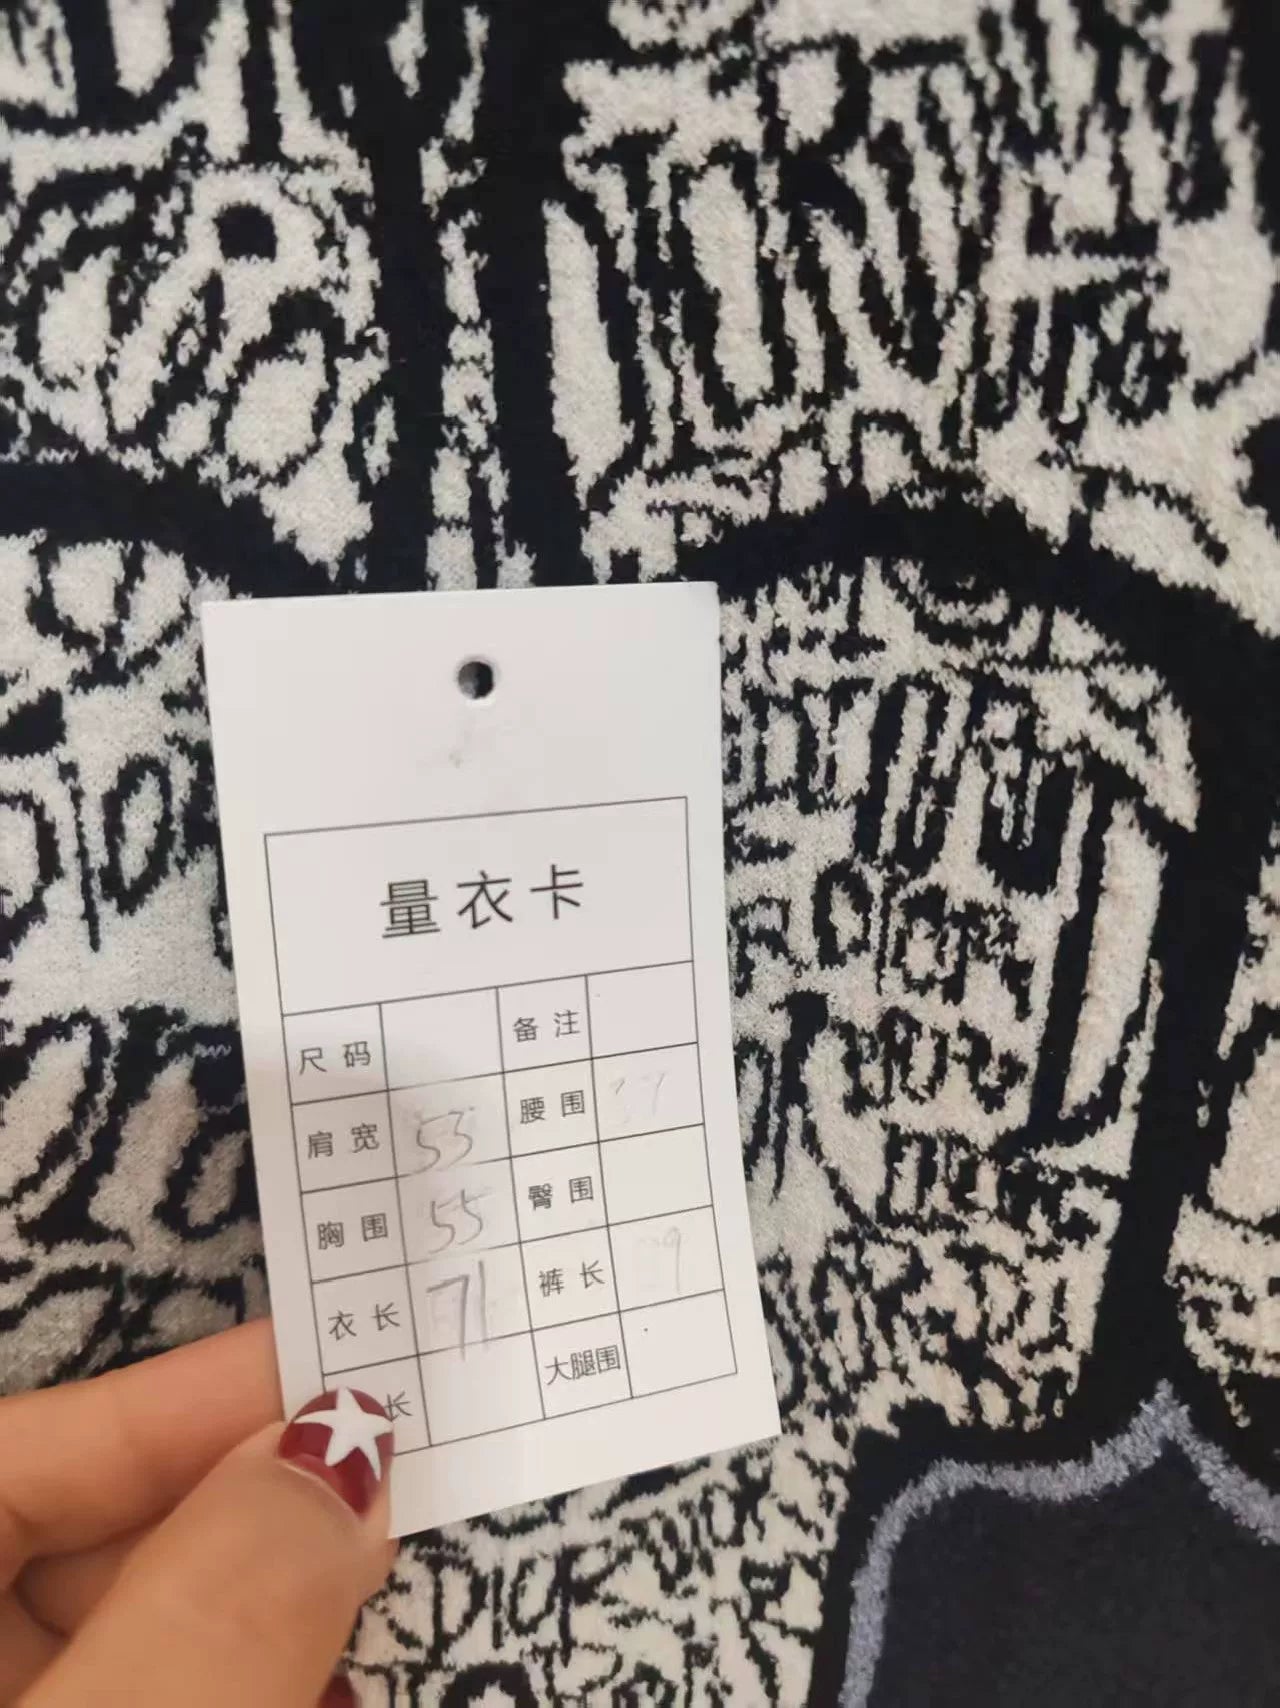 量衣卡
尺码 备注
肩宽 53 腰围
胸围 55 臀围
衣长 71 裤长
长 大腿围
DIOR